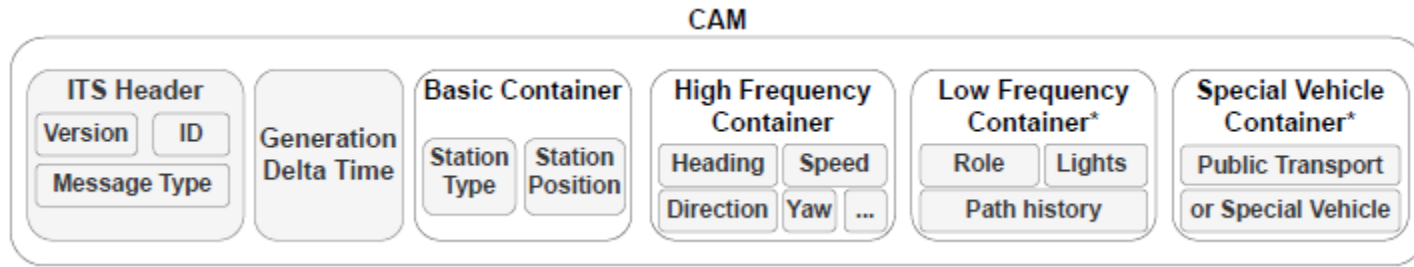 CAM
ITS Header
Version ID
Message Type
Generation
Delta Time
Basic Container
Station
Type
Station
Position
High Frequency
Container
Heading Speed
Direction Yaw ...
Low Frequency
Container*
Role Lights
Path history
Special Vehicle
Container*
Public Transport
or Special Vehicle